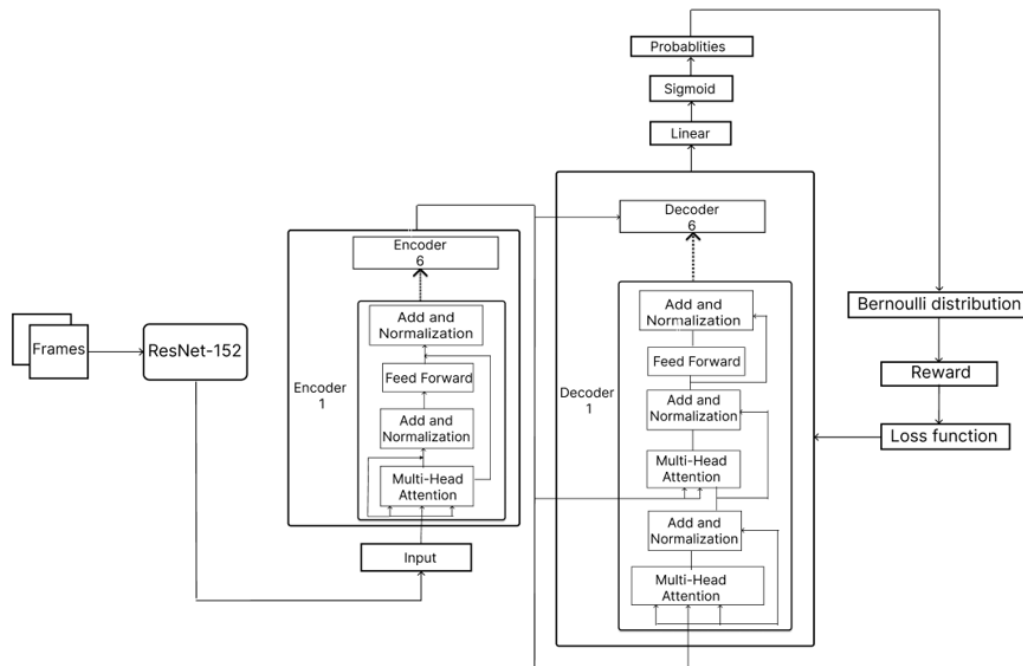 Probablities
Sigmoid
Linear
Decoder
6
Encoder
6
Add and
Normalization
Feed Forward
Add and
Normalization
Multi-Head
Attention
Encoder
1
Input
Frames
ResNet-152
Add and
Normalization
Feed Forward
Add and
Normalization
Multi-Head
Attention
Add and
Normalization
Multi-Head
Attention
Decoder
1
Bernoulli distribution
Reward
Loss function